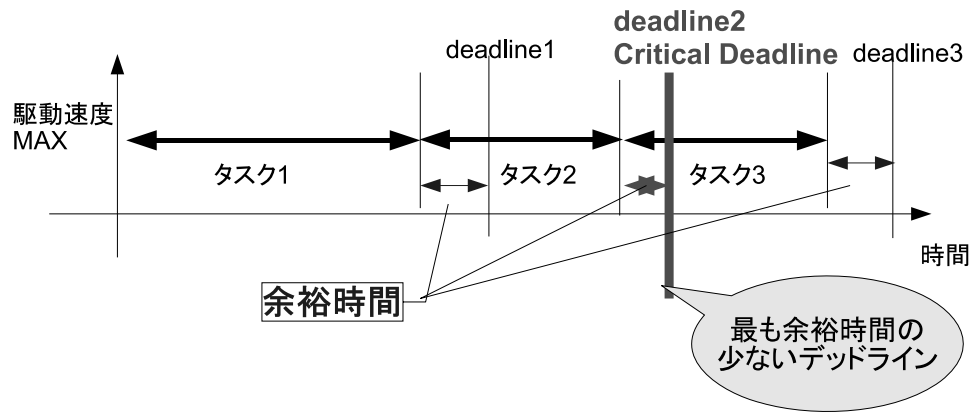 deadline2
Critical Deadline
deadline1
deadline3
駆動速度
MAX
タスク1
タスク2
タスク3
時間
余裕時間
最も余裕時間の
少ないデッドライン